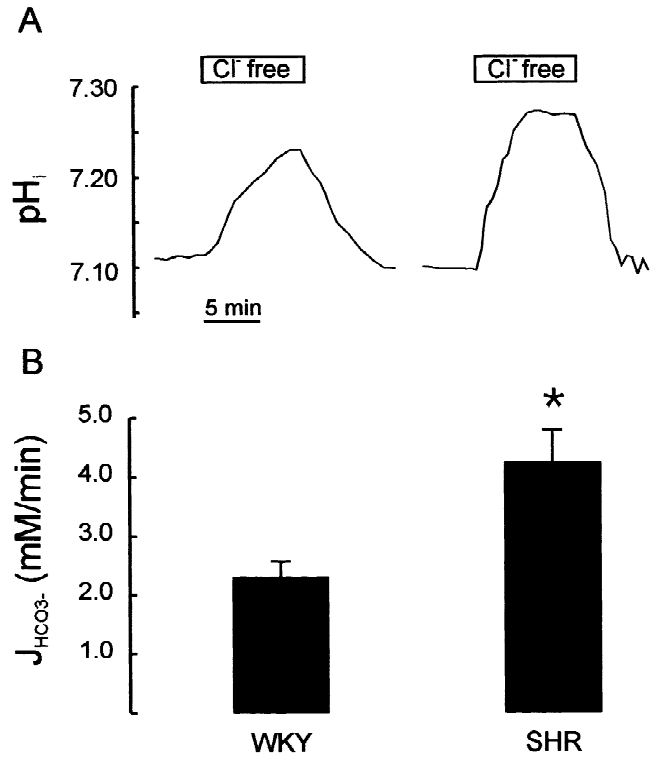 A
Cl⁻ free Cl⁻ free
7.30
7.20
7.10
pHᵢ
5 min
B
*
5.0
4.0
3.0
2.0
1.0
J_HCO3- (mM/min)
WKY SHR